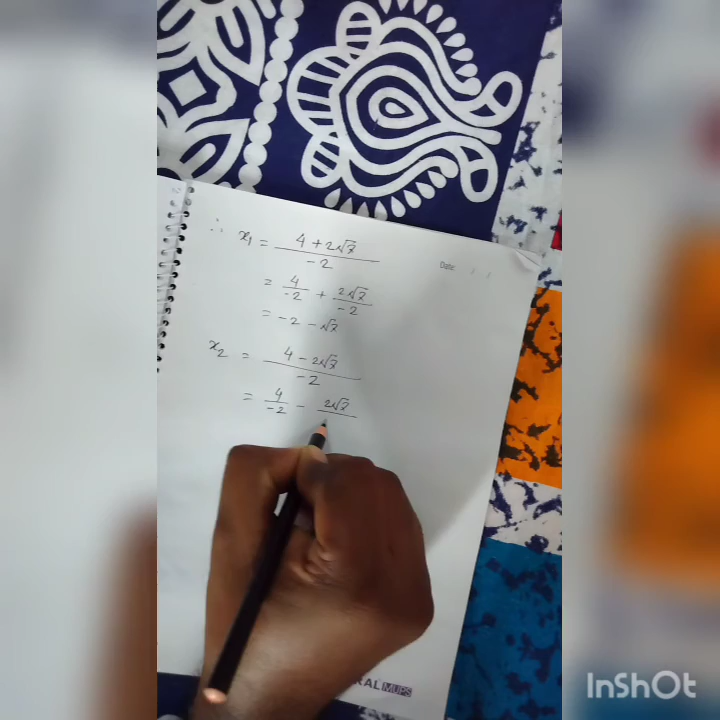 ∴ x₁ = (4 + 2√7)/(-2)
= 4/(-2) + (2√7)/(-2)
= -2 - √7
x₂ = (4 - 2√7)/(-2)
= 4/(-2) - 2√7
Date
MUPS
InShOt